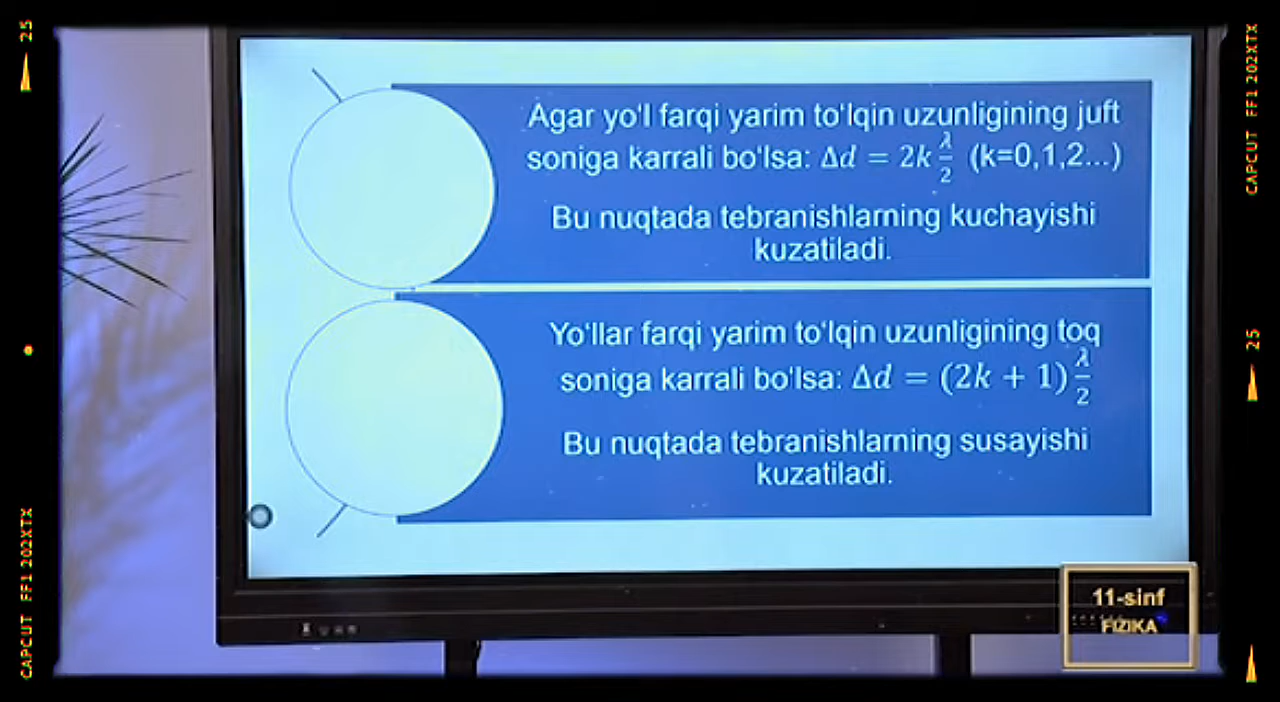 25
CAPCUT FF1 202XTX
Agar yo‘l farqi yarim to‘lqin uzunligining juft
soniga karrali bo‘lsa: Δd = 2k λ/2 (k=0,1,2...)
Bu nuqtada tebranishlarning kuchayishi
kuzatiladi.
Yo‘llar farqi yarim to‘lqin uzunligining toq
soniga karrali bo‘lsa: Δd = (2k + 1) λ/2
Bu nuqtada tebranishlarning susayishi
kuzatiladi.
11-sinf
FIZIKA
CAPCUT FF1 202XTX
25